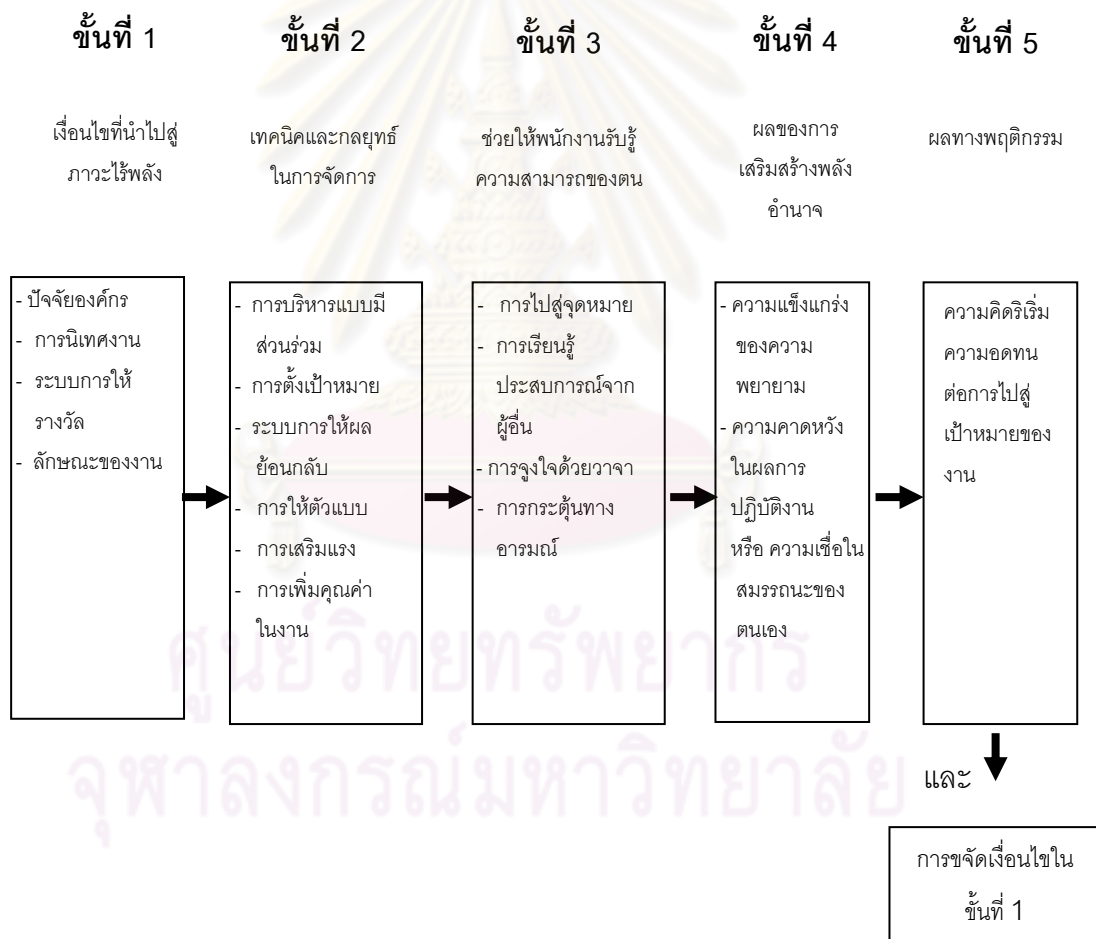 ขั้นที่ 1
ขั้นที่ 2
ขั้นที่ 3
ขั้นที่ 4
ขั้นที่ 5
เงื่อนไขที่นำไปสู่
ภาวะไร้พลัง
เทคนิคและกลยุทธ์
ในการจัดการ
ช่วยให้พนักงานรับรู้
ความสามารถของตน
ผลของการ
เสริมสร้างพลัง
อำนาจ
ผลทางพฤติกรรม
- ปัจจัยองค์กร
- การนิเทศงาน
- ระบบการให้
รางวัล
- ลักษณะของงาน
- การบริหารแบบมี
ส่วนร่วม
- การตั้งเป้าหมาย
- ระบบการให้ผล
ย้อนกลับ
- การให้ตัวแบบ
- การเสริมแรง
- การเพิ่มคุณค่า
ในงาน
- การไปสู่จุดหมาย
- การเรียนรู้
ประสบการณ์จาก
ผู้อื่น
- การจูงใจด้วยวาจา
- การกระตุ้นทาง
อารมณ์
- ความแข็งแกร่ง
ของความ
พยายาม
- ความคาดหวัง
ในผลการ
ปฏิบัติงาน
หรือ ความเชื่อใน
สมรรถนะของ
ตนเอง
ความคิดริเริ่ม
ความอดทน
ต่อการไปสู่
เป้าหมายของ
งาน
และ
การขจัดเงื่อนไขใน
ขั้นที่ 1
ศูนย์วิทยทรัพยากร
จุฬาลงกรณ์มหาวิทยาลัย